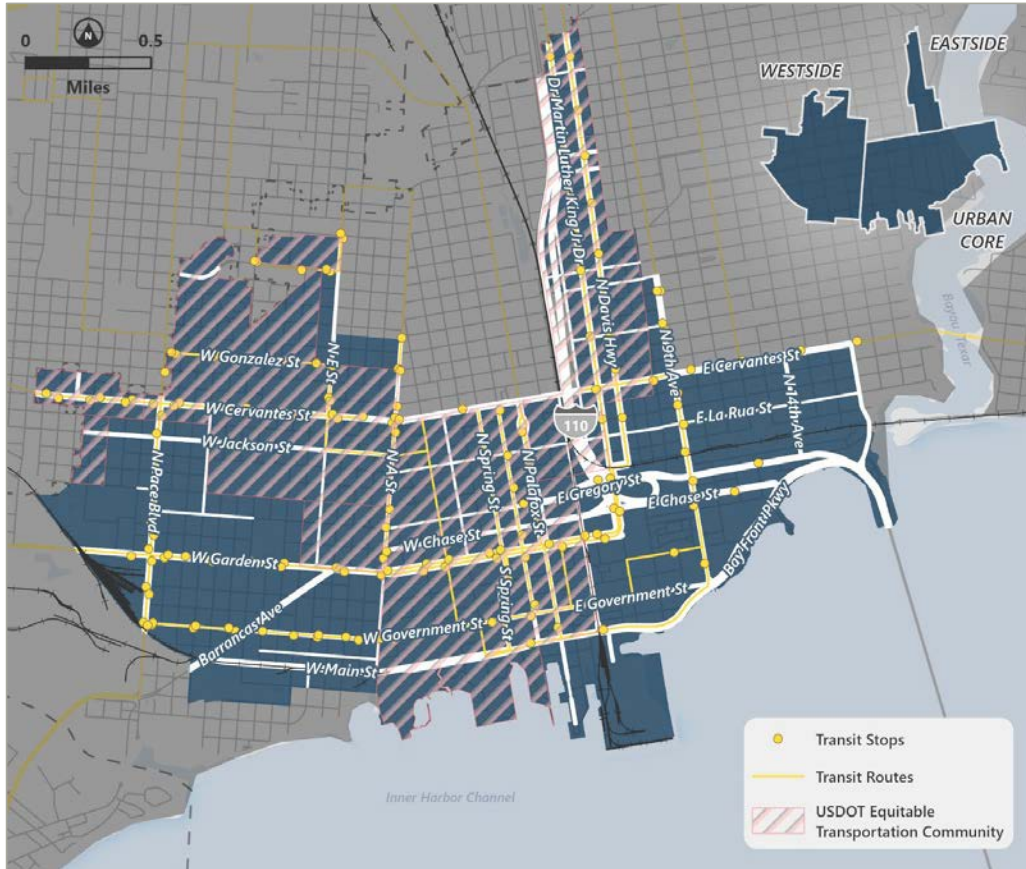 0 N 0.5
Miles
WESTSIDE
EASTSIDE
URBAN
CORE
Bayou Texar
Dr Martin Luther King Jr Dr
N Davis Hwy
N 9th Ave
E Cervantes St
N 14th Ave
E La Rua St
N E St
W Gonzalez St
W Cervantes St
W Jackson St
N Pace Blvd
N A St
N Spring St
N Palafox St
110
E Gregory St
E Chase St
W Chase St
W Garden St
Bay Front Pkwy
Barrancas Ave
S Spring St
E Government St
W Government St
W Main St
Inner Harbor Channel
Transit Stops
Transit Routes
USDOT Equitable
Transportation Community